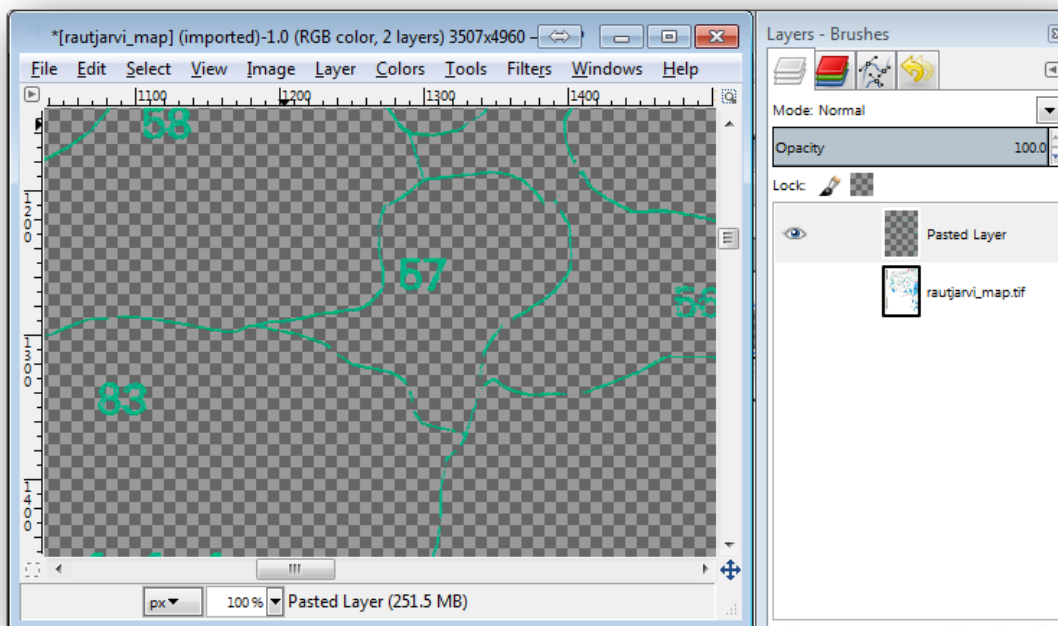 *[rautjarvi_map] (imported)-1.0 (RGB color, 2 layers) 3507x4960 –
File Edit Select View Image Layer Colors Tools Filters Windows Help
1100 1200 1300 1400
1200
1300
1400
58
67
56
83
px 100 % Pasted Layer (251.5 MB)
Layers - Brushes
Mode: Normal
Opacity 100.0
Lock:
Pasted Layer
rautjarvi_map.tif